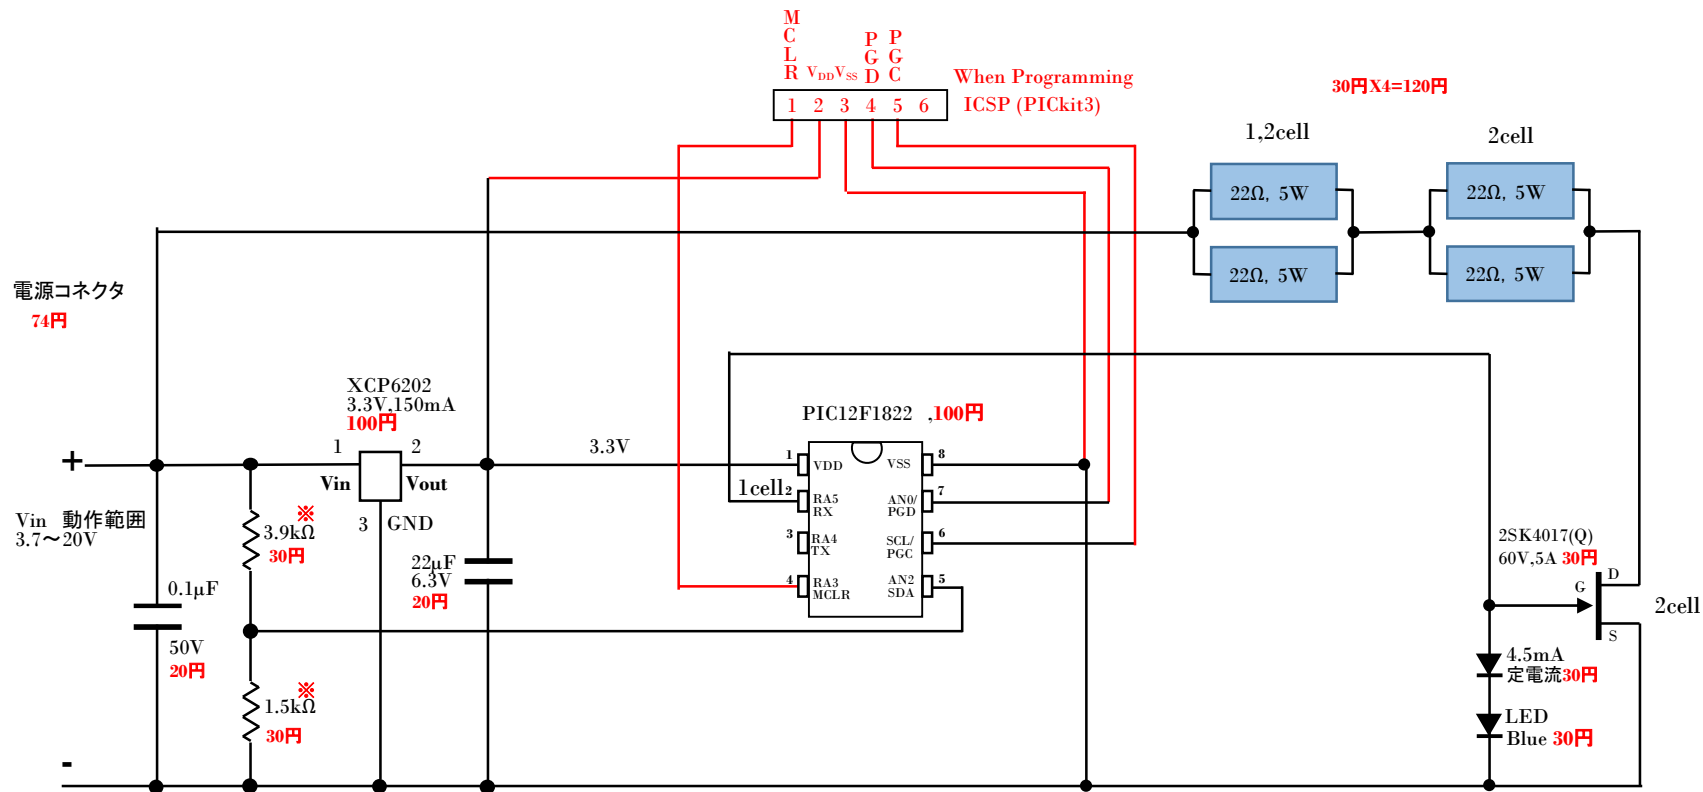 MCLR
VDD
VSS
PGD
PGC
When Programming
ICSP (PICkit3)
1 2 3 4 5 6
30円X4=120円
1,2cell
2cell
22Ω, 5W
22Ω, 5W
22Ω, 5W
22Ω, 5W
電源コネクタ
74円
XCP6202
3.3V,150mA
100円
1
2
Vin
Vout
3 GND
3.3V
PIC12F1822 ,100円
1 VDD
1cell
2 RA5
RX
3 RA4
TX
4 RA3
MCLR
VSS 8
AN0/
PGD
7
SCL/
PGC
6
AN2
SDA
5
+
Vin 動作範囲
3.7～20V
※
3.9kΩ
30円
0.1μF
50V
20円
22μF
6.3V
20円
※
1.5kΩ
30円
-
2SK4017(Q)
60V,5A 30円
G
D
S
2cell
4.5mA
定電流30円
LED
Blue 30円